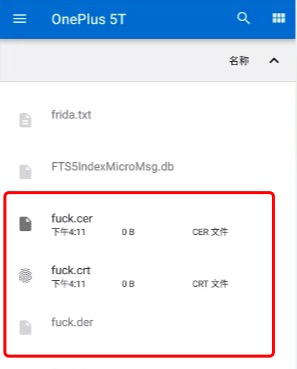 OnePlus 5T
名称
frida.txt
FTS5IndexMicroMsg.db
fuck.cer
下午4:11 0 B CER 文件
fuck.crt
下午4:11 0 B CRT 文件
fuck.der